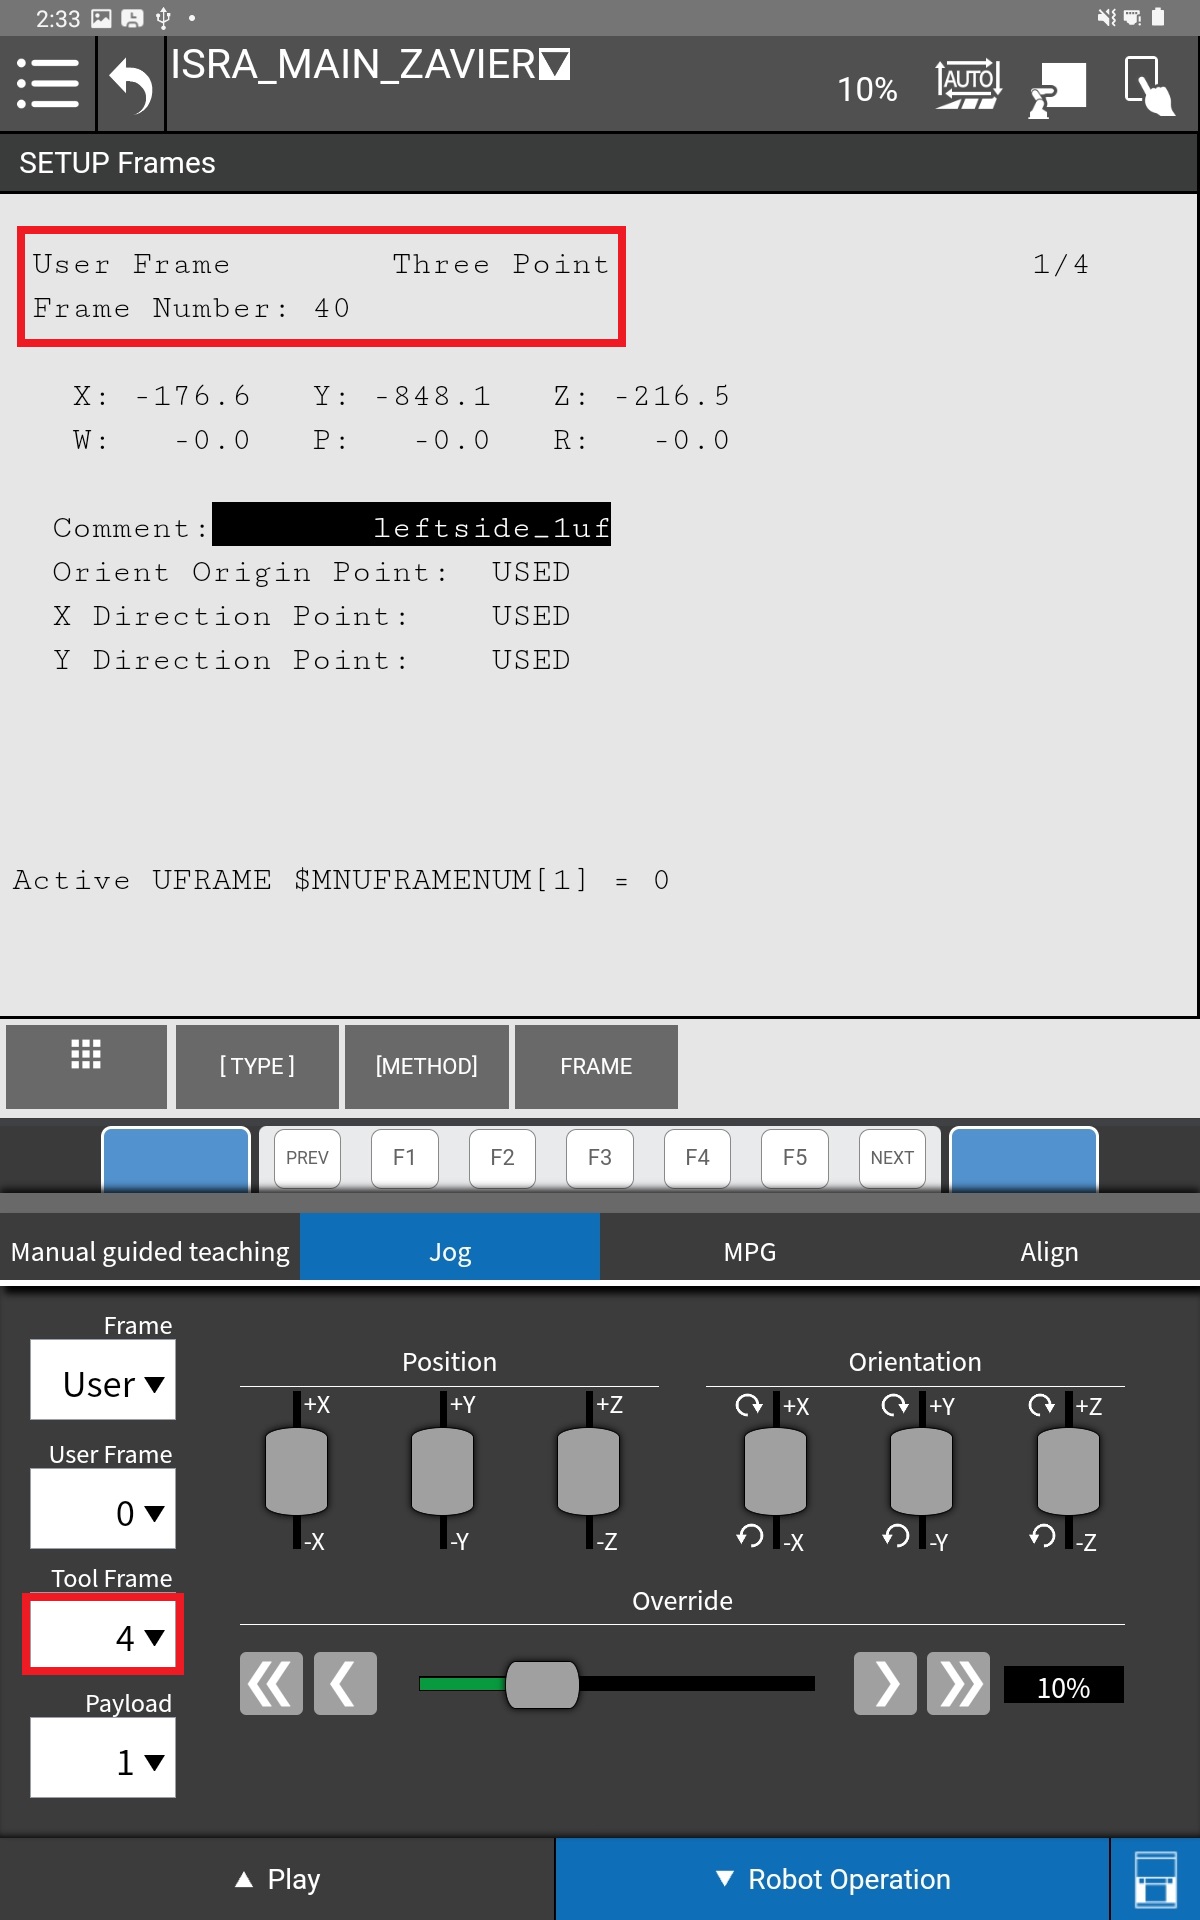 2:33
ISRA_MAIN_ZAVIER
10%
AUTO
SETUP Frames
User Frame Three Point 1/4
Frame Number: 40
X: -176.6 Y: -848.1 Z: -216.5
W: -0.0 P: -0.0 R: -0.0
Comment: leftside_1uf
Orient Origin Point: USED
X Direction Point: USED
Y Direction Point: USED
Active UFRAME $MNUFRAMENUM[1] = 0
[ TYPE ] [METHOD] FRAME
PREV F1 F2 F3 F4 F5 NEXT
Manual guided teaching Jog MPG Align
Frame
User
Position Orientation
+X +Y +Z +X +Y +Z
User Frame
0
-X -Y -Z -X -Y -Z
Tool Frame
4
Override
10%
Payload
1
Play Robot Operation